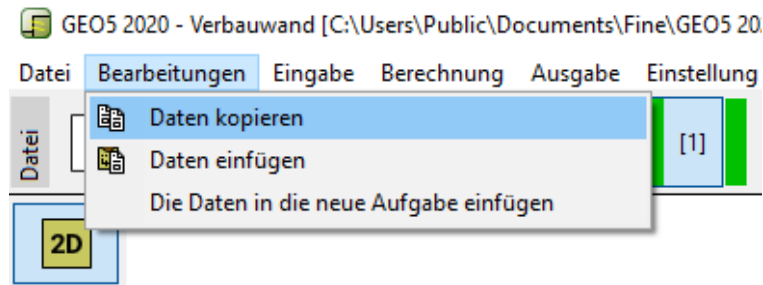 GEO5 2020 - Verbauwand [C:\Users\Public\Documents\Fine\GEO5 20
Datei Bearbeitungen Eingabe Berechnung Ausgabe Einstellung
Datei
Daten kopieren
[1]
Daten einfügen
Die Daten in die neue Aufgabe einfügen
2D